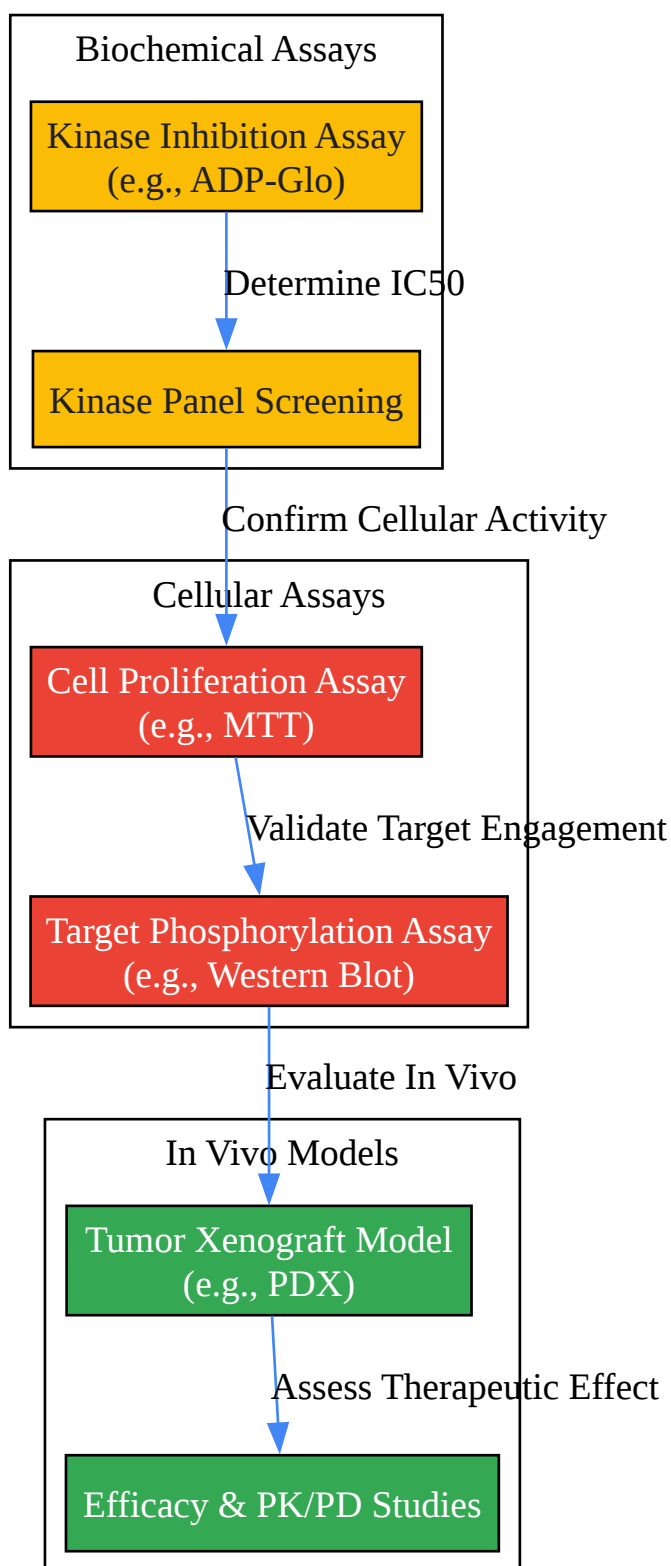 Biochemical Assays
Kinase Inhibition Assay
(e.g., ADP-Glo)
Determine IC50
Kinase Panel Screening
Confirm Cellular Activity
Cellular Assays
Cell Proliferation Assay
(e.g., MTT)
Validate Target Engagement
Target Phosphorylation Assay
(e.g., Western Blot)
Evaluate In Vivo
In Vivo Models
Tumor Xenograft Model
(e.g., PDX)
Assess Therapeutic Effect
Efficacy & PK/PD Studies